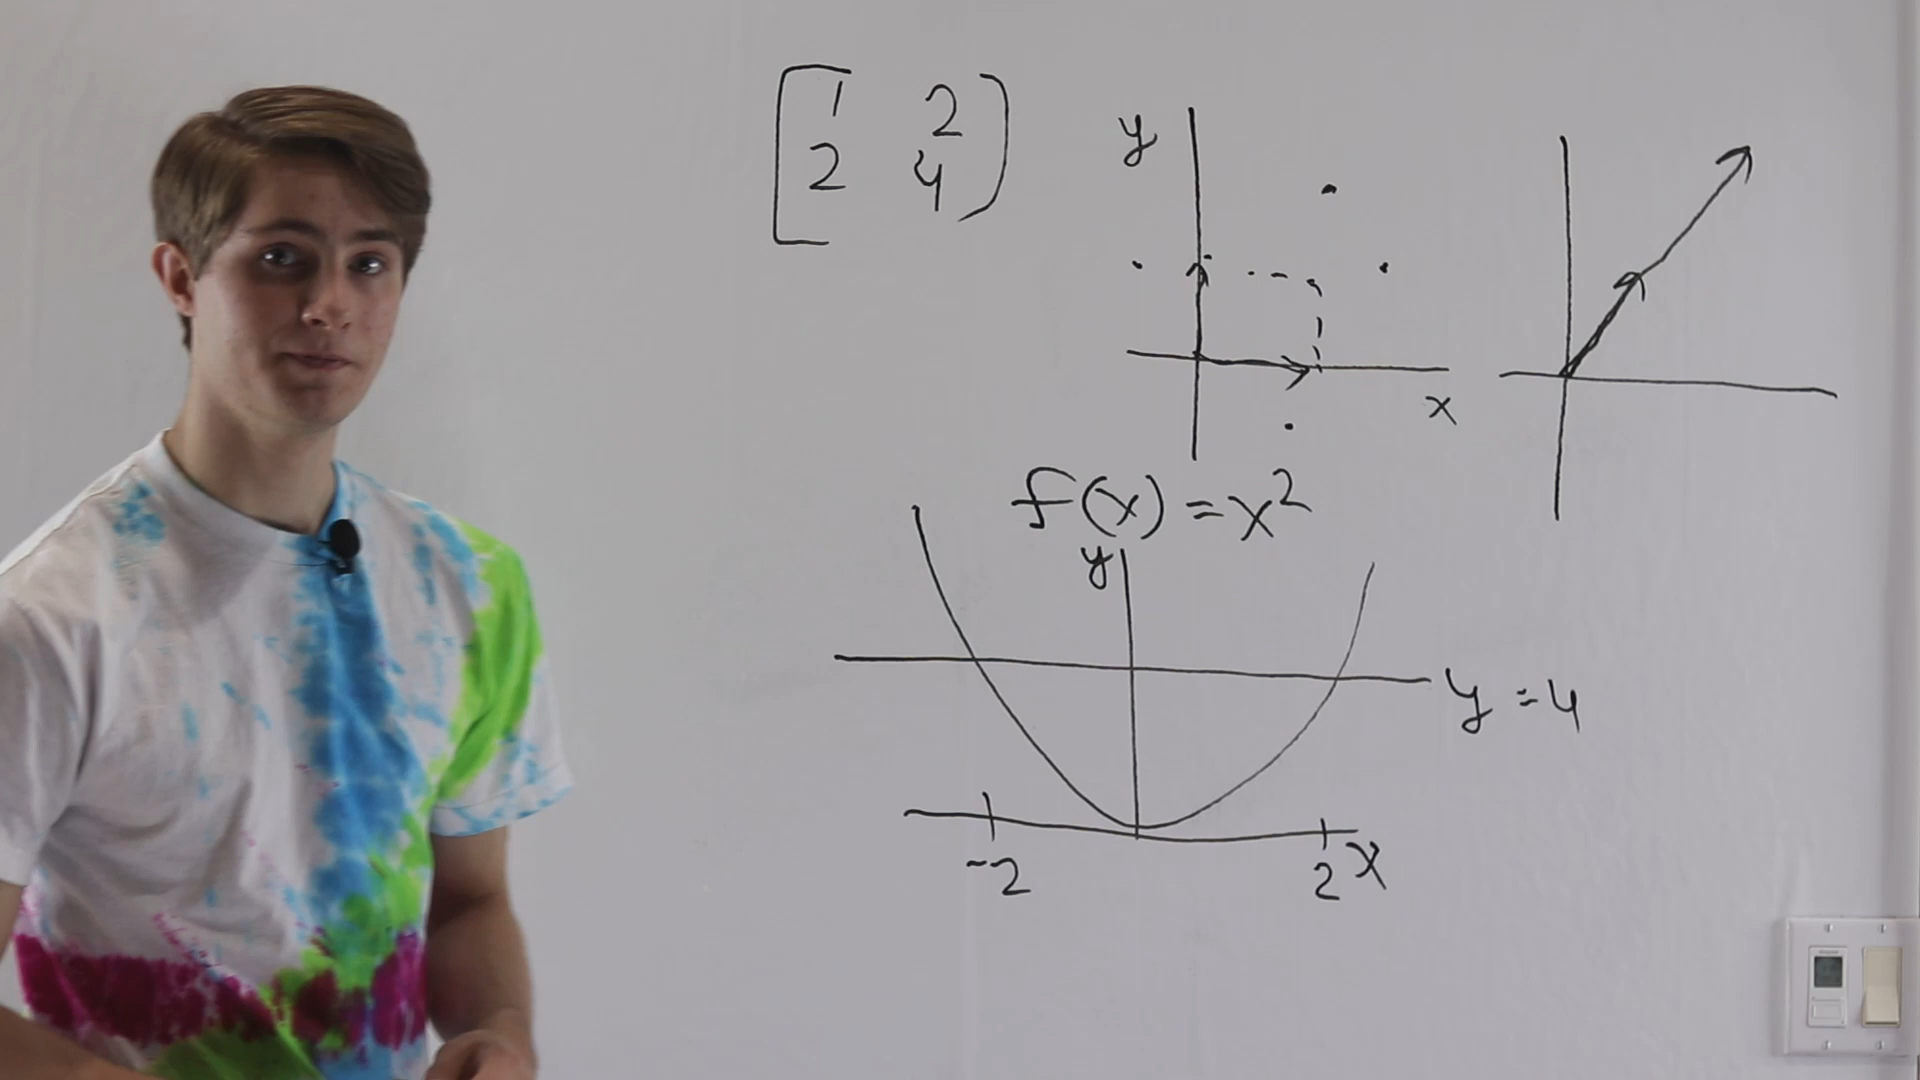 1 2
2 4
y
x
f(x) = x²
y
y = 4
-2
2 x